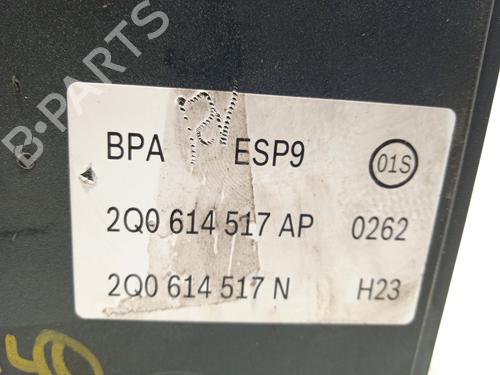 B-PARTS
BPA ESP9 01S
2Q0 614 517 AP 0262
2Q0 614 517 N H23